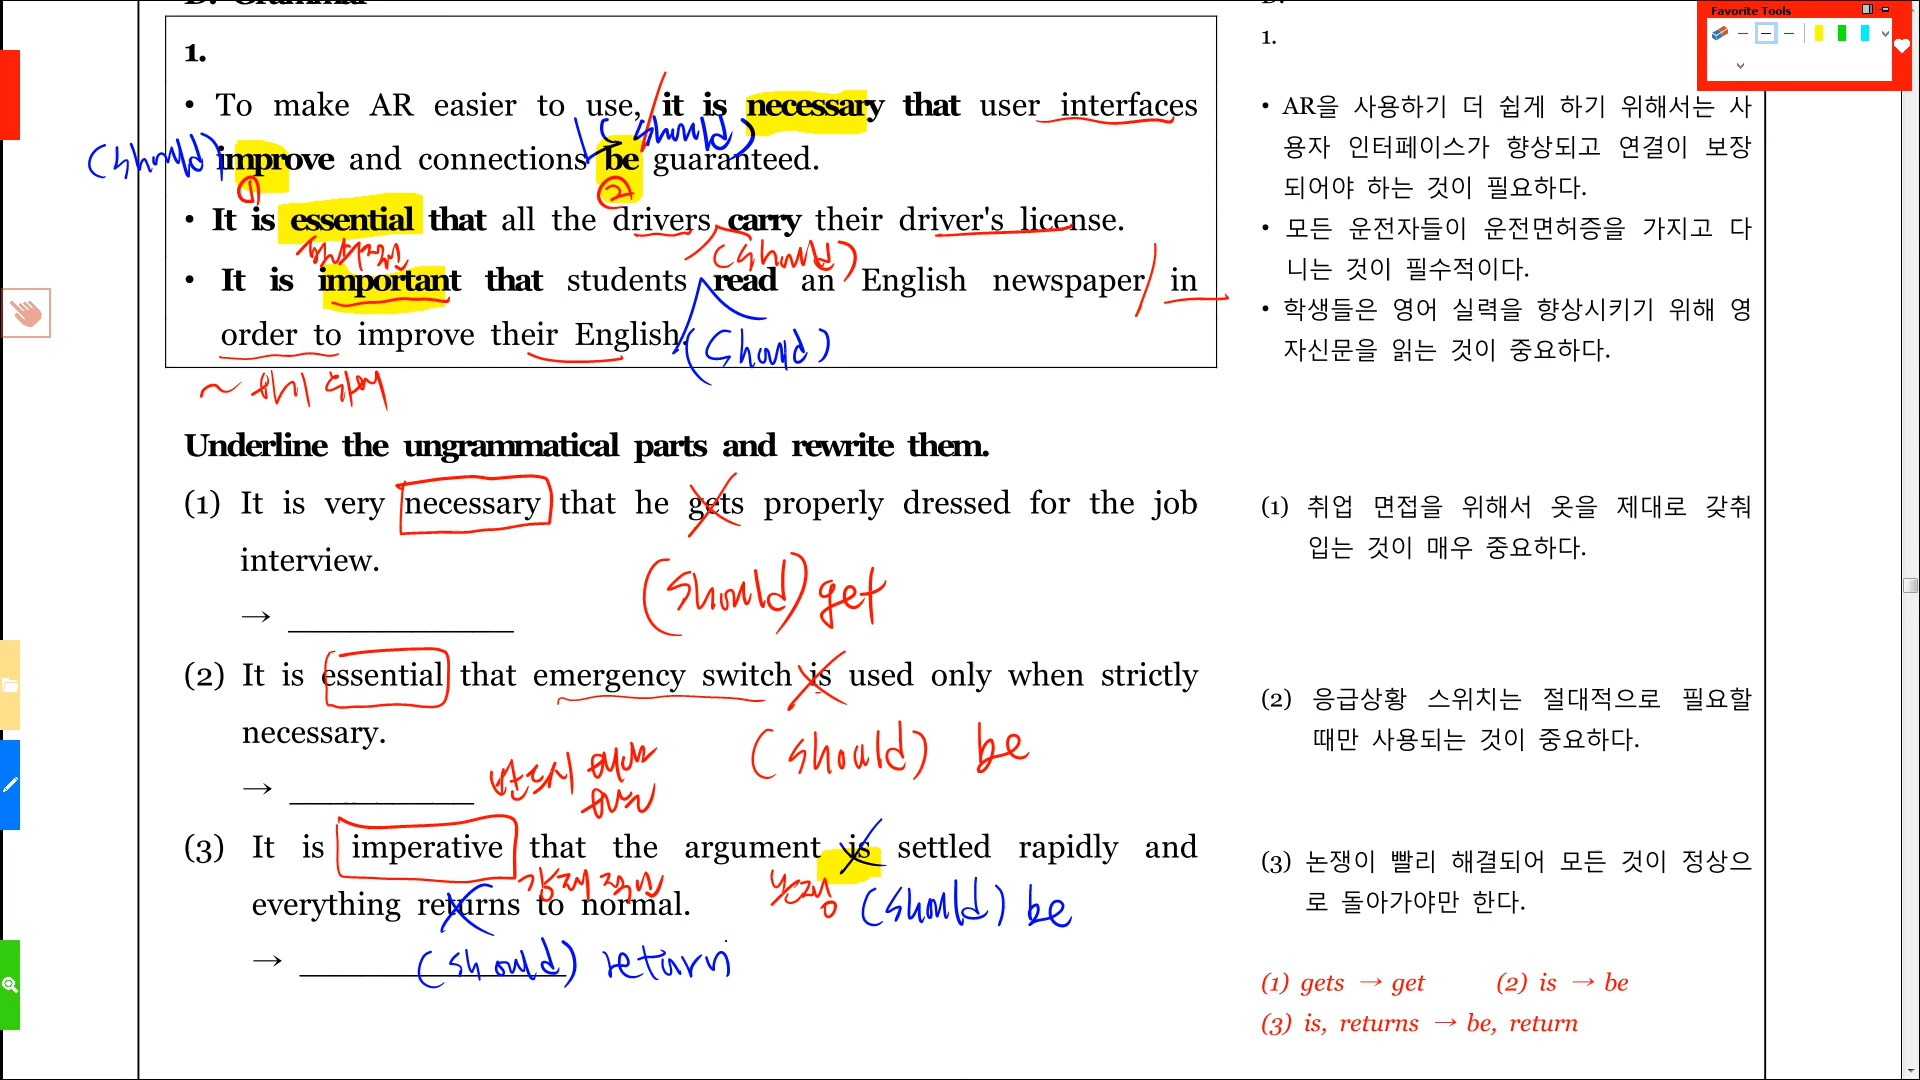 D. Grammar
1.
• To make AR easier to use, it is necessary that user interfaces
(should)
(should) improve and connections be guaranteed.
① ②
• It is essential that all the drivers carry their driver's license.
(should)
• It is important that students read an English newspaper in
order to improve their English.
(should)
~ 하기 위해
Underline the ungrammatical parts and rewrite them.
(1) It is very necessary that he gets properly dressed for the job
interview.
(should) get
→
(2) It is essential that emergency switch is used only when strictly
necessary.
(should) be
→ 반드시 해야
하는
(3) It is imperative that the argument is settled rapidly and
논쟁
everything returns to normal.
(should) be
→ (should) return
D.
1.
• AR을 사용하기 더 쉽게 하기 위해서는 사
용자 인터페이스가 향상되고 연결이 보장
되어야 하는 것이 필요하다.
• 모든 운전자들이 운전면허증을 가지고 다
니는 것이 필수적이다.
• 학생들은 영어 실력을 향상시키기 위해 영
자신문을 읽는 것이 중요하다.
(1) 취업 면접을 위해서 옷을 제대로 갖춰
입는 것이 매우 중요하다.
(2) 응급상황 스위치는 절대적으로 필요할
때만 사용되는 것이 중요하다.
(3) 논쟁이 빨리 해결되어 모든 것이 정상으
로 돌아가야만 한다.
(1) gets → get (2) is → be
(3) is, returns → be, return
Favorite Tools